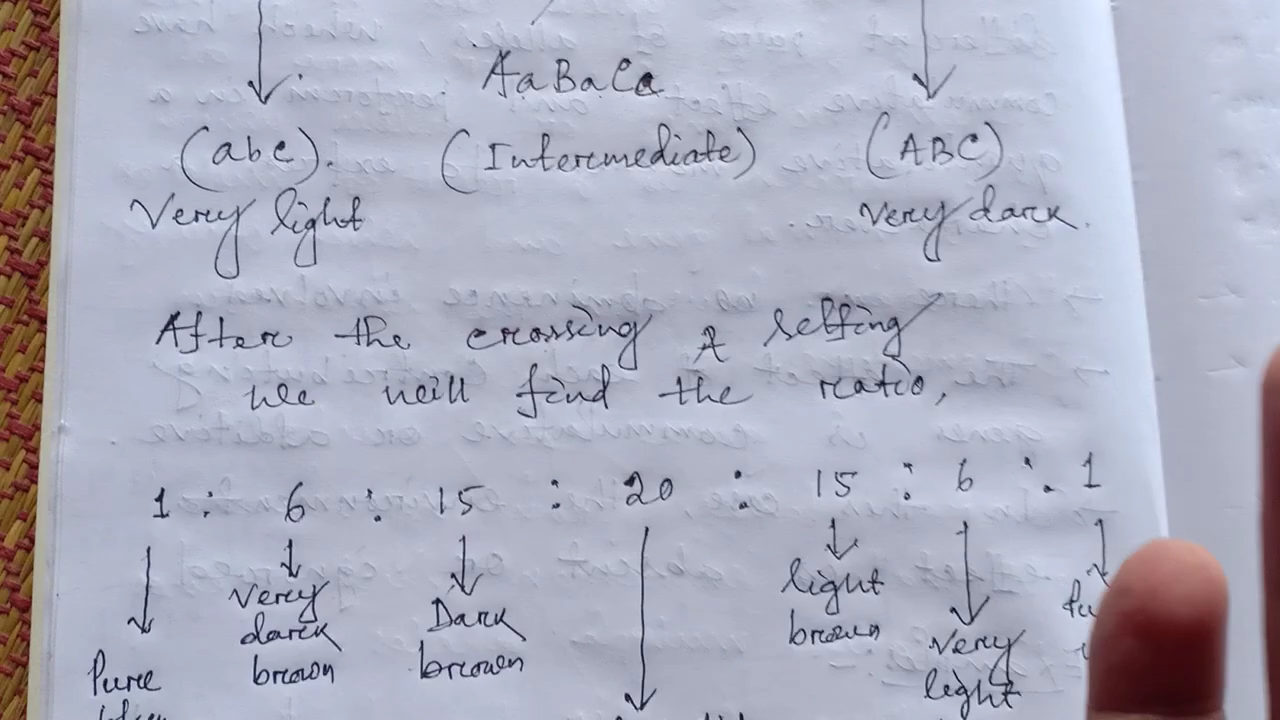 AaBaCa
(abc). (Intermediate) (ABC)
Very light very dark.
After the crossing & selfing
we will find the ratio,
1 : 6 : 15 : 20 : 15 : 6 : 1
Very dark brown
Dark brown
light brown
Very light
Pure